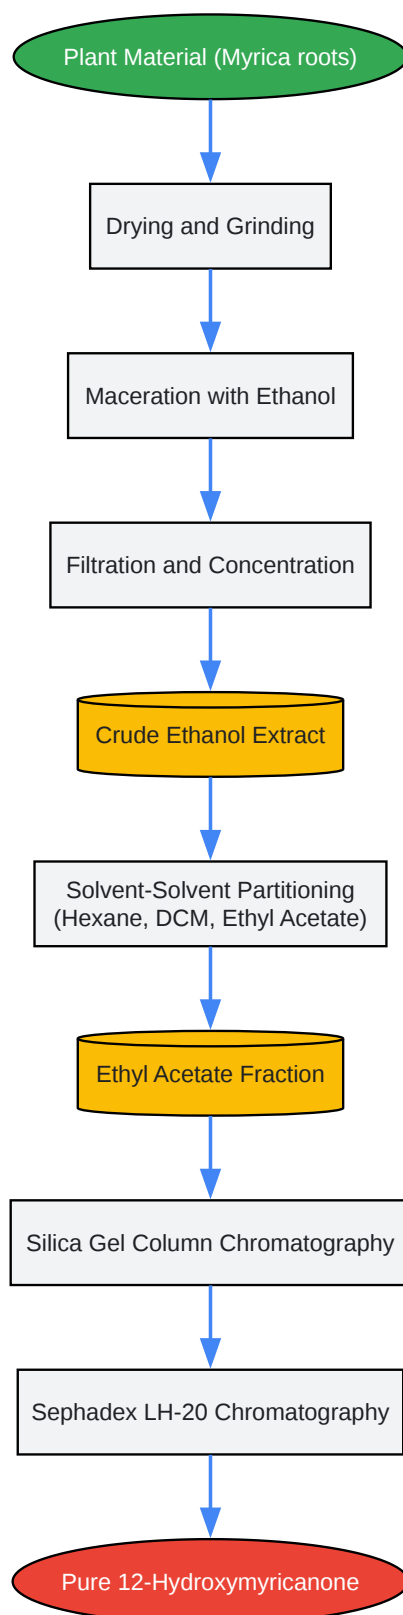 Plant Material (Myrica roots)
Drying and Grinding
Maceration with Ethanol
Filtration and Concentration
Crude Ethanol Extract
Solvent-Solvent Partitioning
(Hexane, DCM, Ethyl Acetate)
Ethyl Acetate Fraction
Silica Gel Column Chromatography
Sephadex LH-20 Chromatography
Pure 12-Hydroxymyricanone